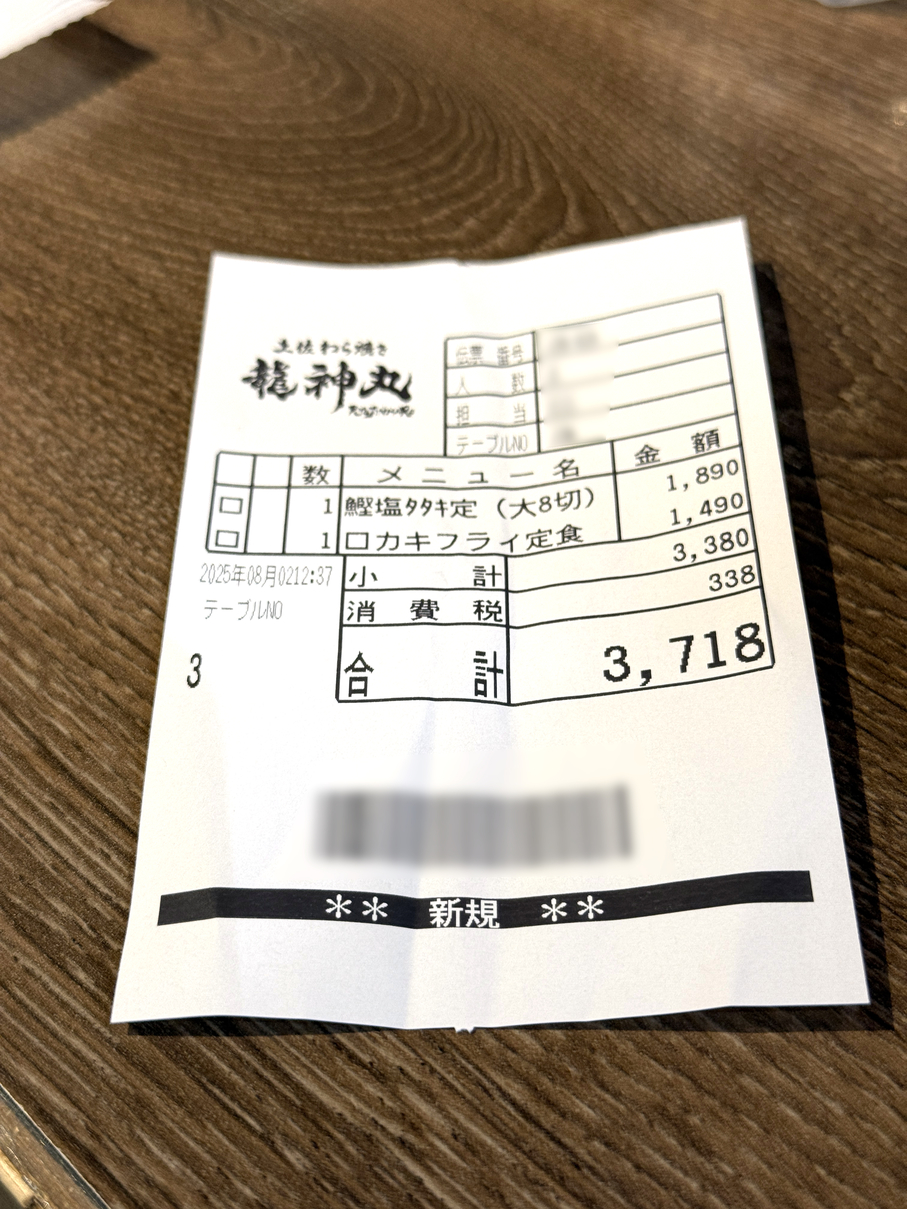 土佐わら焼き
龍神丸
伝票番号
人数
担当
テーブルNO
数 メニュー名 金額
1 鰹塩ﾀﾀｷ定(大8切) 1,890
1 ロカキフライ定食 1,490
2025年08月0212:37 小計 3,380
テーブルNO 消費税 338
3 合計 3,718
** 新規 **